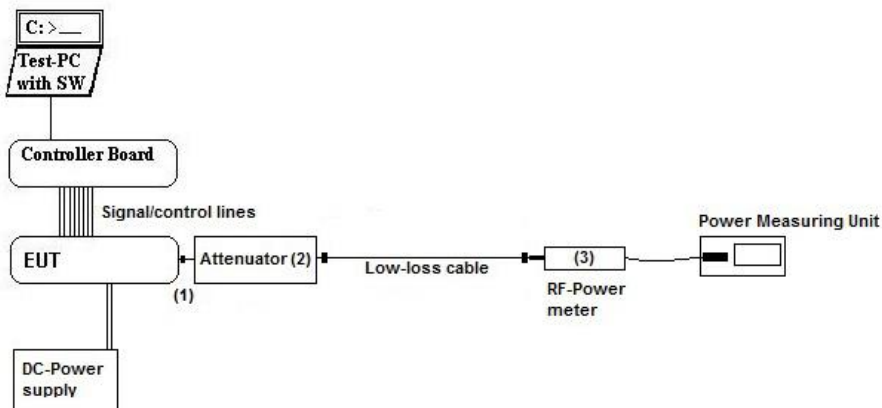 C: >__
Test-PC
with SW
Controller Board
Signal/control lines
EUT
(1)
Attenuator (2)
Low-loss cable
(3)
RF-Power
meter
Power Measuring Unit
DC-Power
supply